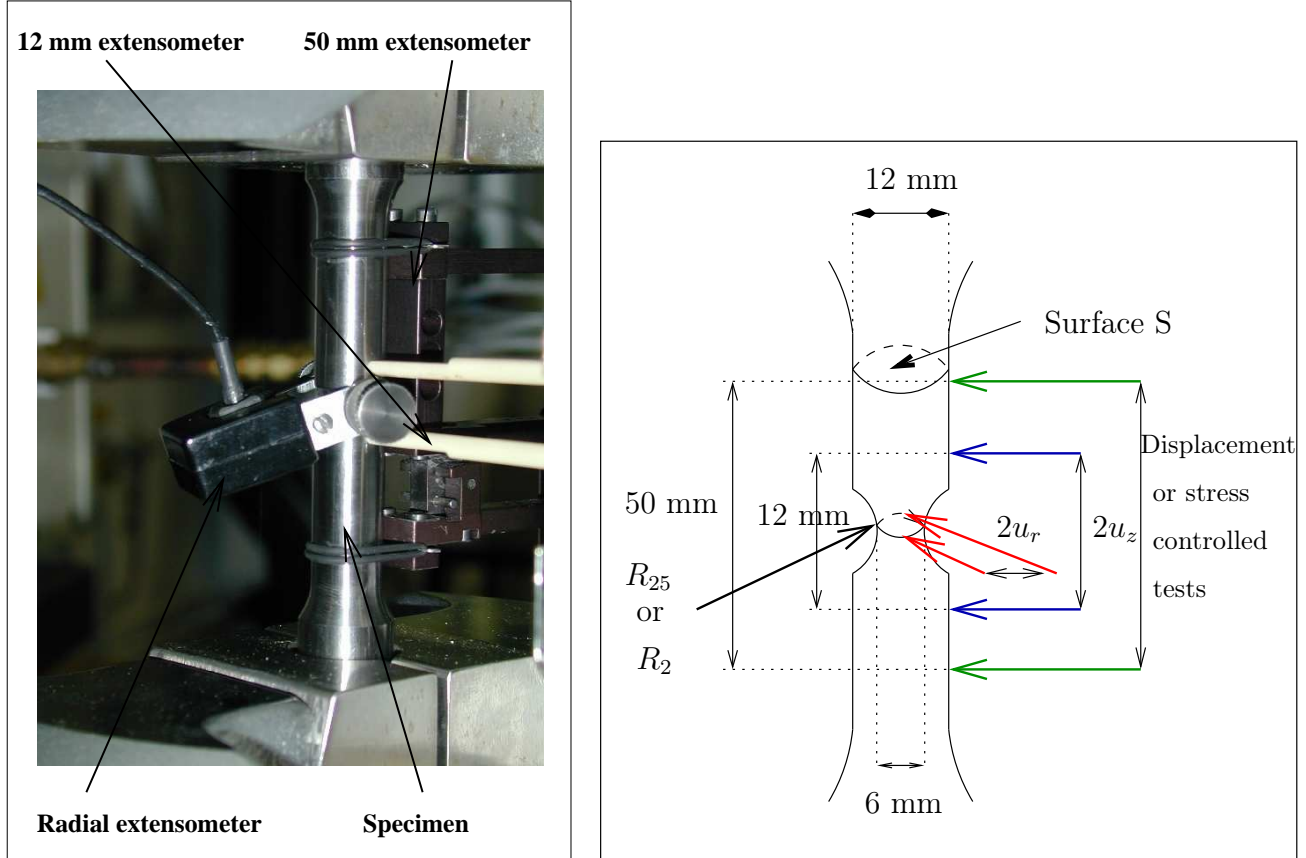 12 mm extensometer
50 mm extensometer
Radial extensometer
Specimen
12 mm
Surface S
50 mm
12 mm
2u_r
2u_z
Displacement
or stress
controlled
tests
R_25
or
R_2
6 mm